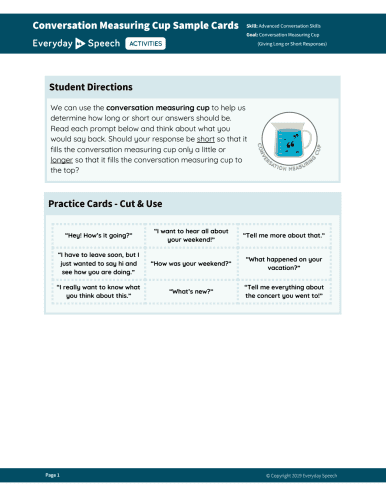 Conversation Measuring Cup Sample Cards
Everyday Speech ACTIVITIES
Skill: Advanced Conversation Skills
Goal: Conversation Measuring Cup
(Giving Long or Short Responses)
Student Directions
We can use the conversation measuring cup to help us
determine how long or short our answers should be.
Read each prompt below and think about what you
would say back. Should your response be short so that it
fills the conversation measuring cup only a little or
longer so that it fills the conversation measuring cup to
the top?
CONVERSATION MEASURING CUP
Practice Cards - Cut & Use
"Hey! How's it going?"
"I want to hear all about
your weekend!"
"Tell me more about that."
"I have to leave soon, but I
just wanted to say hi and
see how you are doing."
"How was your weekend?"
"What happened on your
vacation?"
"I really want to know what
you think about this."
"What's new?"
"Tell me everything about
the concert you went to!"
Page 1
© Copyright 2019 Everyday Speech